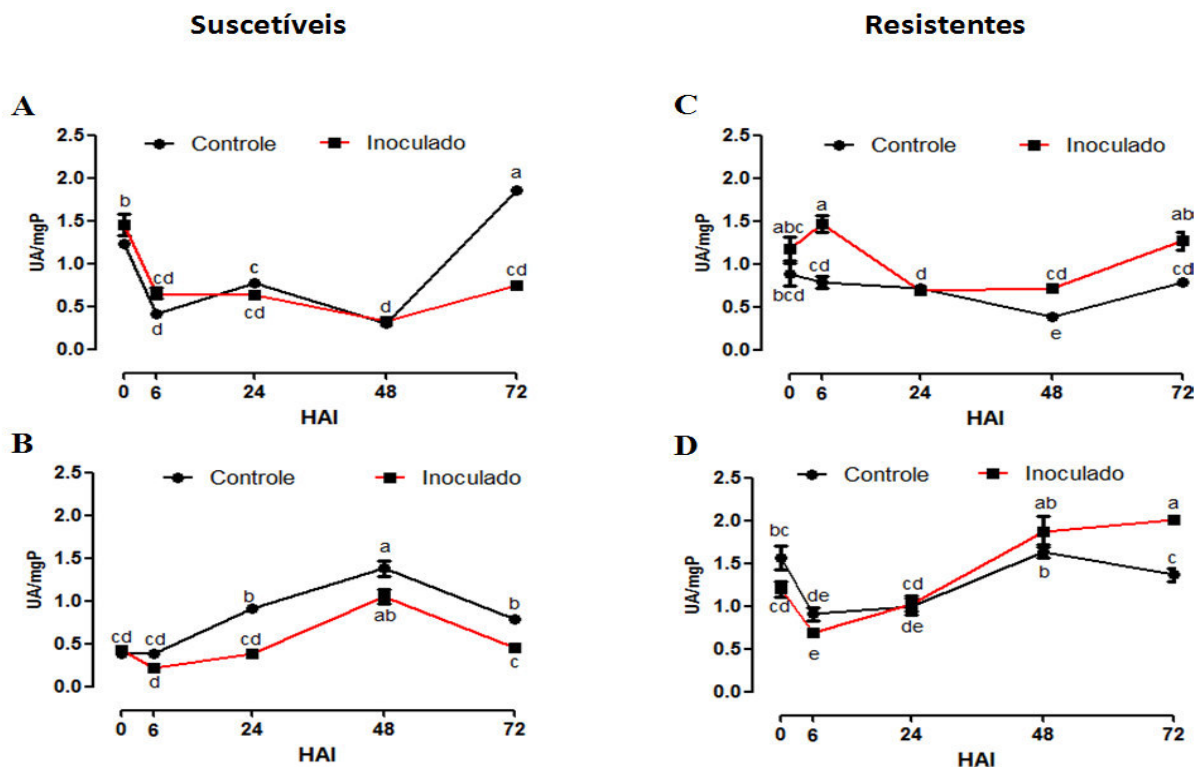 Suscetíveis
Resistentes
A
Controle
Inoculado
2.5
2.0
1.5
1.0
0.5
0.0
UA/mgP
b
cd
d
c
cd
d
a
cd
0
6
24
48
72
HAI
C
Controle
Inoculado
2.5
2.0
1.5
1.0
0.5
0.0
UA/mgP
abc
bcd
a
cd
d
cd
e
ab
cd
0
6
24
48
72
HAI
B
Controle
Inoculado
2.5
2.0
1.5
1.0
0.5
0.0
UA/mgP
cd
cd
d
b
cd
a
ab
b
c
0
6
24
48
72
HAI
D
Controle
Inoculado
2.5
2.0
1.5
1.0
0.5
0.0
UA/mgP
bc
cd
de
e
cd
de
ab
b
a
c
0
6
24
48
72
HAI